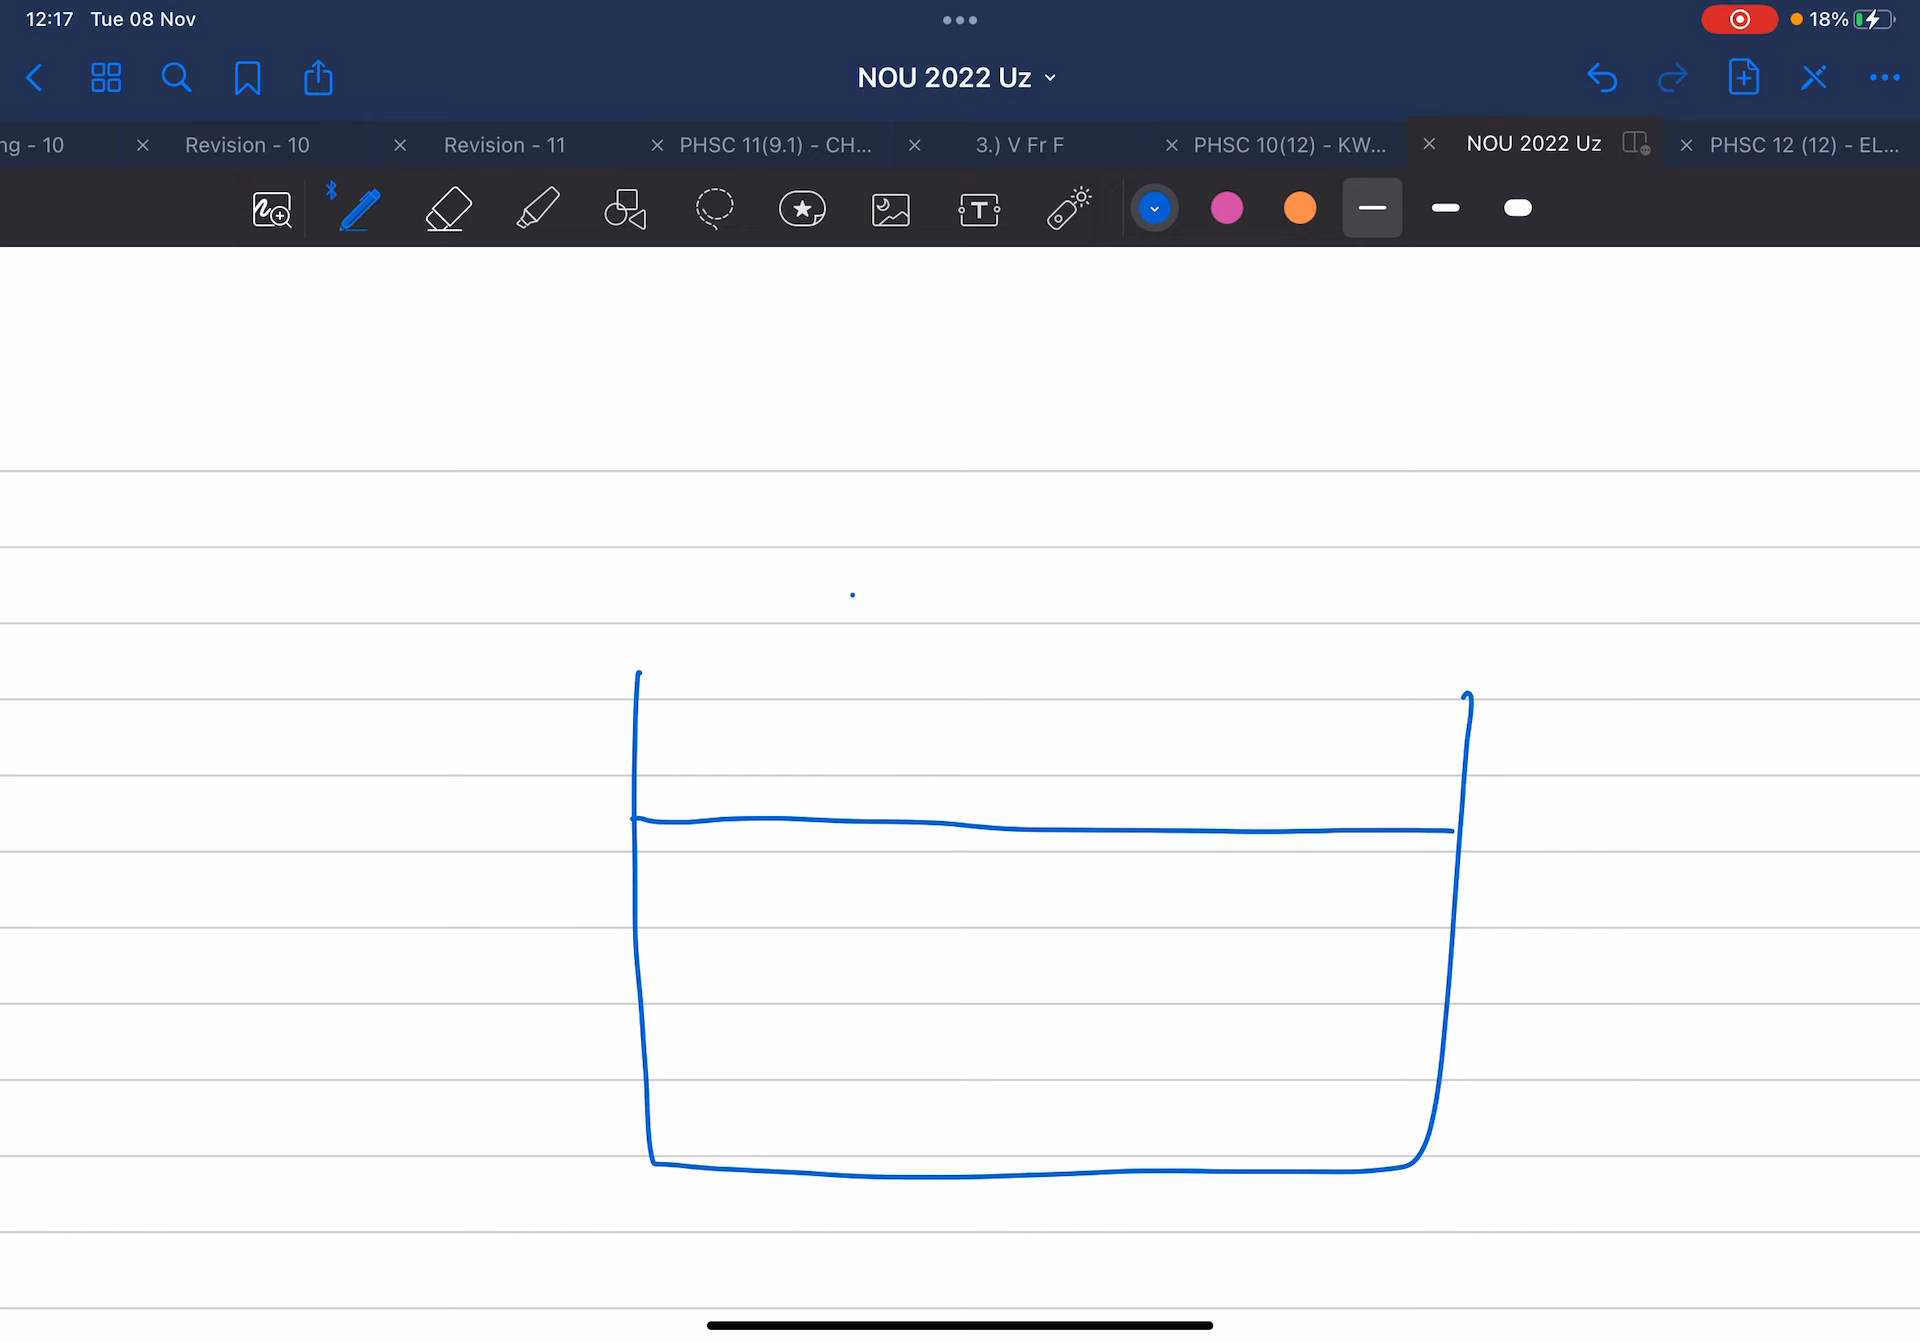 12:17 Tue 08 Nov 18%
NOU 2022 Uz
ng - 10 Revision - 10 Revision - 11 PHSC 11(9.1) - CH... 3.) V Fr F PHSC 10(12) - KW... NOU 2022 Uz PHSC 12 (12) - EL...
T